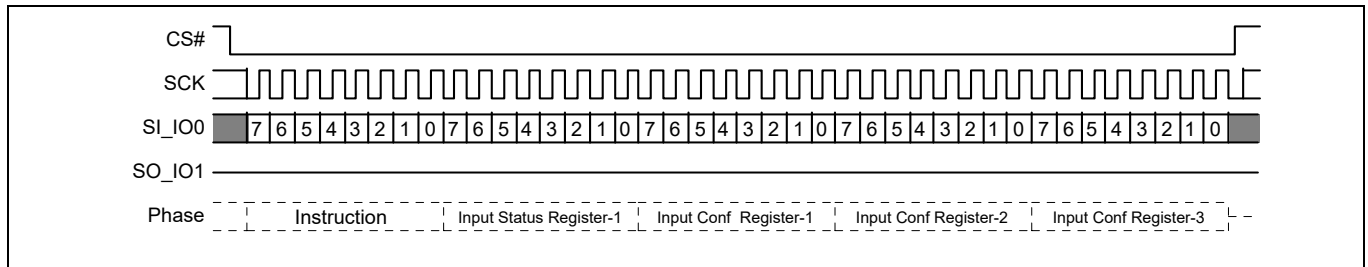 CS#
SCK
SI_IO0 7 6 5 4 3 2 1 0 7 6 5 4 3 2 1 0 7 6 5 4 3 2 1 0 7 6 5 4 3 2 1 0 7 6 5 4 3 2 1 0
SO_IO1
Phase Instruction Input Status Register-1 Input Conf Register-1 Input Conf Register-2 Input Conf Register-3